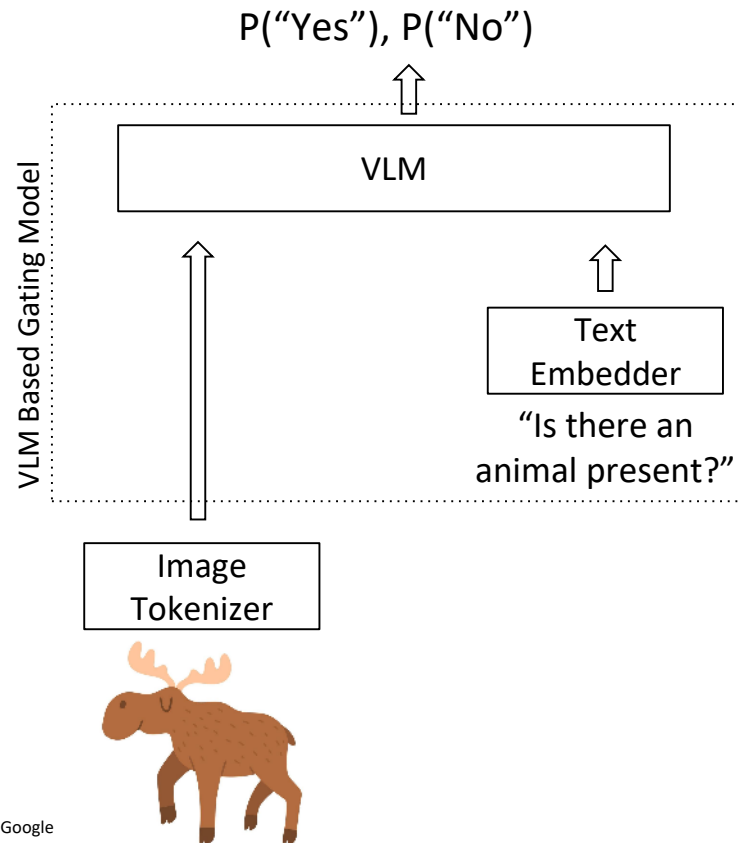 P(“Yes”), P(“No”)
VLM Based Gating Model
VLM
Text
Embedder
“Is there an
animal present?”
Image
Tokenizer
Google